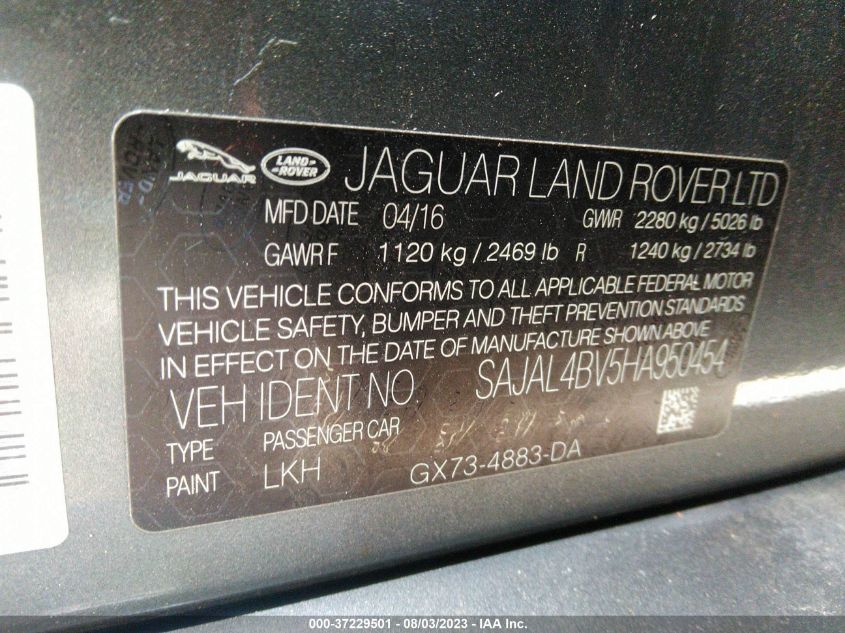 JAGUAR LAND ROVER JAGUAR LAND ROVER LTD
MFD DATE 04/16 GVWR 2280 kg / 5026 lb
GAWR F 1120 kg / 2469 lb R 1240 kg / 2734 lb
THIS VEHICLE CONFORMS TO ALL APPLICABLE FEDERAL MOTOR
VEHICLE SAFETY, BUMPER AND THEFT PREVENTION STANDARDS
IN EFFECT ON THE DATE OF MANUFACTURE SHOWN ABOVE
VEH IDENT NO. SAJAL4BV5HA950454
TYPE PASSENGER CAR
PAINT LKH GX73-4883-DA
000-37229501 - 08/03/2023 - IAA Inc.